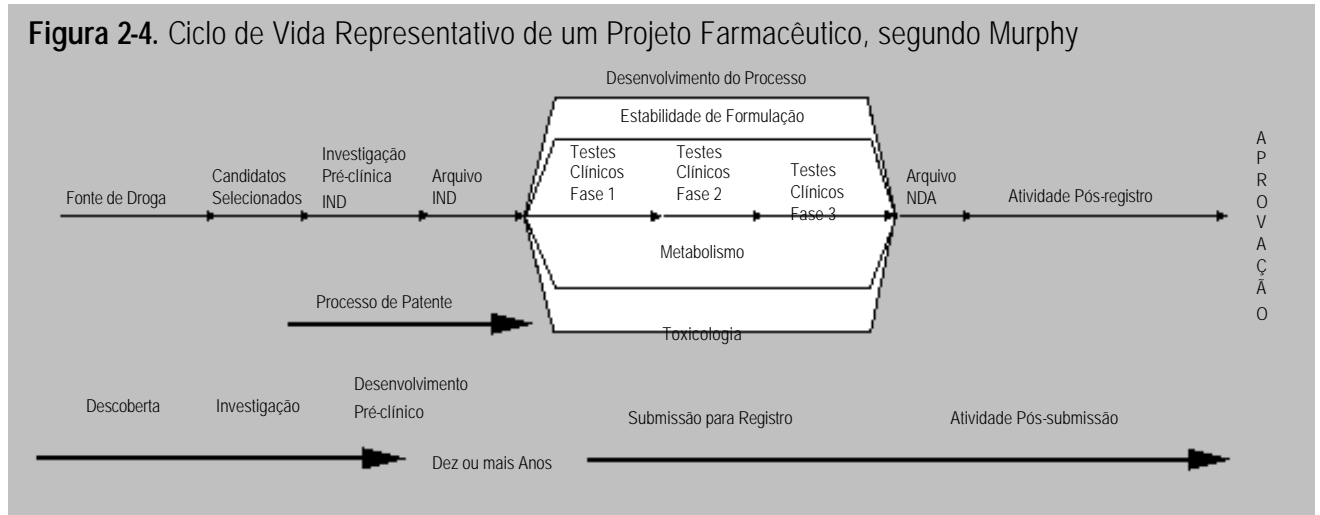 Figura 2-4. Ciclo de Vida Representativo de um Projeto Farmacêutico, segundo Murphy
Desenvolvimento do Processo
Estabilidade de Formulação
Fonte de Droga
Candidatos
Selecionados
Investigação
Pré-clínica
IND
Arquivo
IND
Testes
Clínicos
Fase 1
Testes
Clínicos
Fase 2
Testes
Clínicos
Fase 3
Arquivo
NDA
Atividade Pós-registro
A
P
R
O
V
A
Ç
Ã
O
Metabolismo
Processo de Patente
Toxicologia
Descoberta
Investigação
Desenvolvimento
Pré-clínico
Submissão para Registro
Atividade Pós-submissão
Dez ou mais Anos